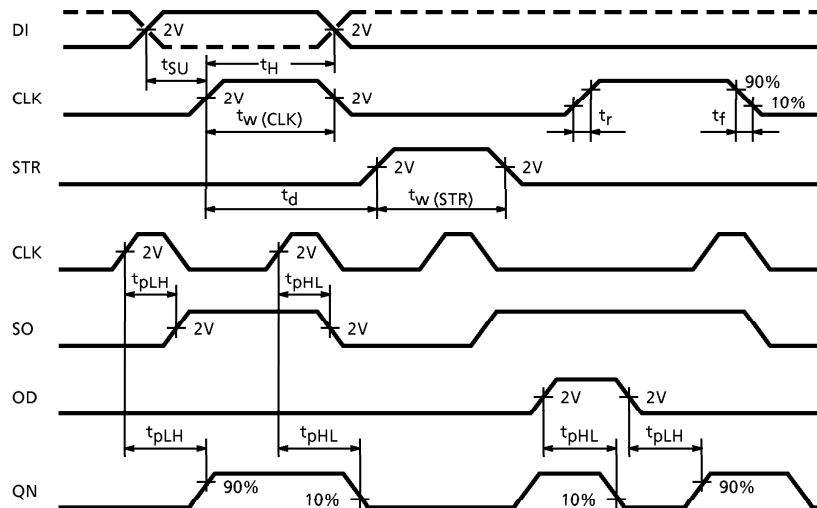 DI 2V 2V
tSU tH
CLK 2V 2V 90% 10%
tw (CLK) tr tf
STR 2V 2V
td tw (STR)
CLK 2V 2V
tpLH tpHL
SO 2V 2V
OD 2V 2V
tpLH tpHL tpHL tpLH
QN 90% 10% 10% 90%